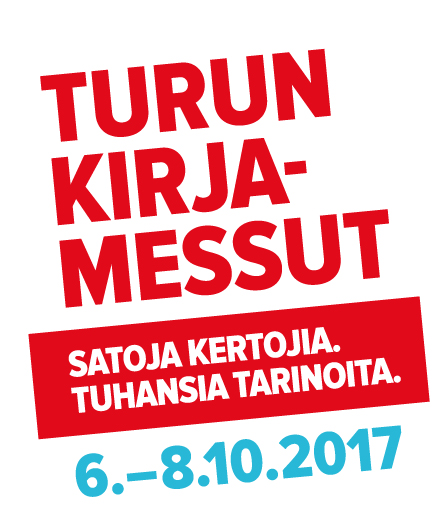 TURUN
KIRJA-
MESSUT
SATOJA KERTOJIA.
TUHANSIA TARINOITA.
6.–8.10.2017